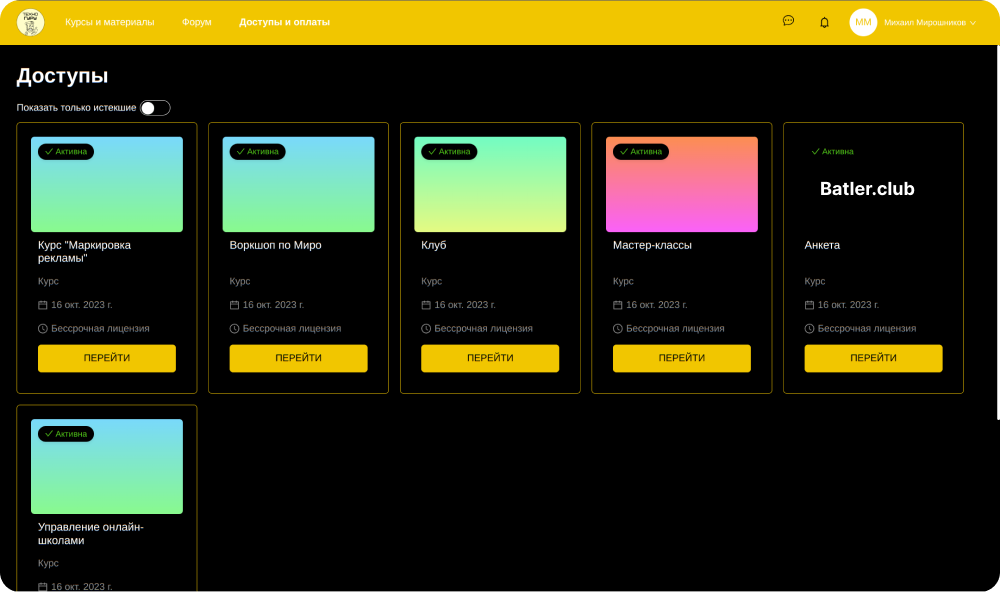 ТЕХНО
ГУРЫ
Курсы и материалы
Форум
Доступы и оплаты
ММ
Михаил Мирошников
Доступы
Показать только истекшие
Активна
Курс "Маркировка
рекламы"
Курс
16 окт. 2023 г.
Бессрочная лицензия
ПЕРЕЙТИ
Активна
Воркшоп по Миро
Курс
16 окт. 2023 г.
Бессрочная лицензия
ПЕРЕЙТИ
Активна
Клуб
Курс
16 окт. 2023 г.
Бессрочная лицензия
ПЕРЕЙТИ
Активна
Мастер-классы
Курс
16 окт. 2023 г.
Бессрочная лицензия
ПЕРЕЙТИ
Активна
Batler.club
Анкета
Курс
16 окт. 2023 г.
Бессрочная лицензия
ПЕРЕЙТИ
Активна
Управление онлайн-
школами
Курс
16 окт. 2023 г.